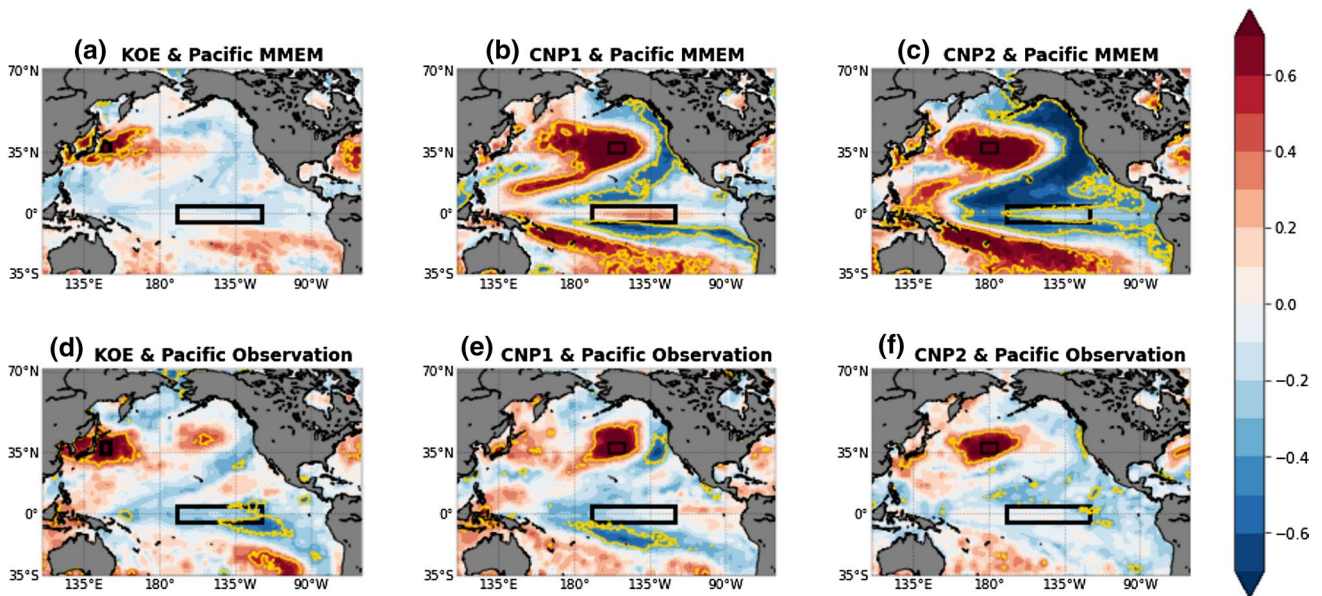 (a) KOE & Pacific MMEM
(b) CNP1 & Pacific MMEM
(c) CNP2 & Pacific MMEM
70°N
35°N
0°
35°S
135°E 180° 135°W 90°W
70°N
35°N
0°
35°S
135°E 180° 135°W 90°W
70°N
35°N
0°
35°S
135°E 180° 135°W 90°W
(d) KOE & Pacific Observation
(e) CNP1 & Pacific Observation
(f) CNP2 & Pacific Observation
70°N
35°N
0°
35°S
135°E 180° 135°W 90°W
70°N
35°N
0°
35°S
135°E 180° 135°W 90°W
70°N
35°N
0°
35°S
135°E 180° 135°W 90°W
0.6
0.4
0.2
0.0
−0.2
−0.4
−0.6